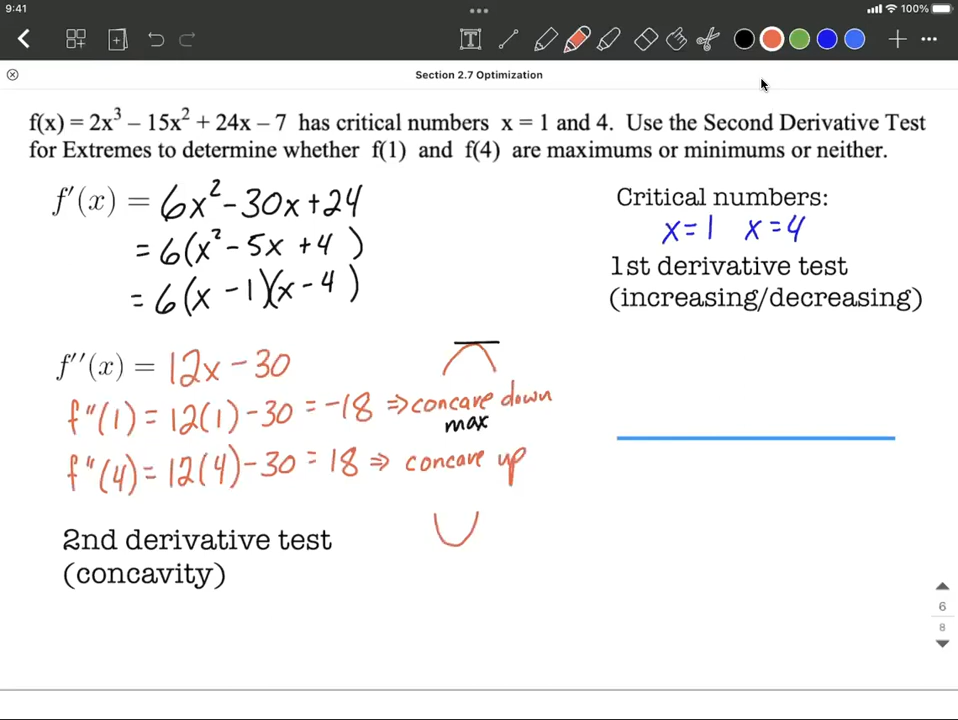 9:41
100%
Section 2.7 Optimization
f(x) = 2x³ – 15x² + 24x – 7 has critical numbers x = 1 and 4. Use the Second Derivative Test
for Extremes to determine whether f(1) and f(4) are maximums or minimums or neither.
f′(x) = 6x² - 30x + 24
= 6(x² - 5x + 4)
= 6(x - 1)(x - 4)
Critical numbers:
x = 1 x = 4
1st derivative test
(increasing/decreasing)
f′′(x) = 12x - 30
f"(1) = 12(1) - 30 = -18 ⇒ concave down
max
f"(4) = 12(4) - 30 = 18 ⇒ concave up
2nd derivative test
(concavity)
6
8